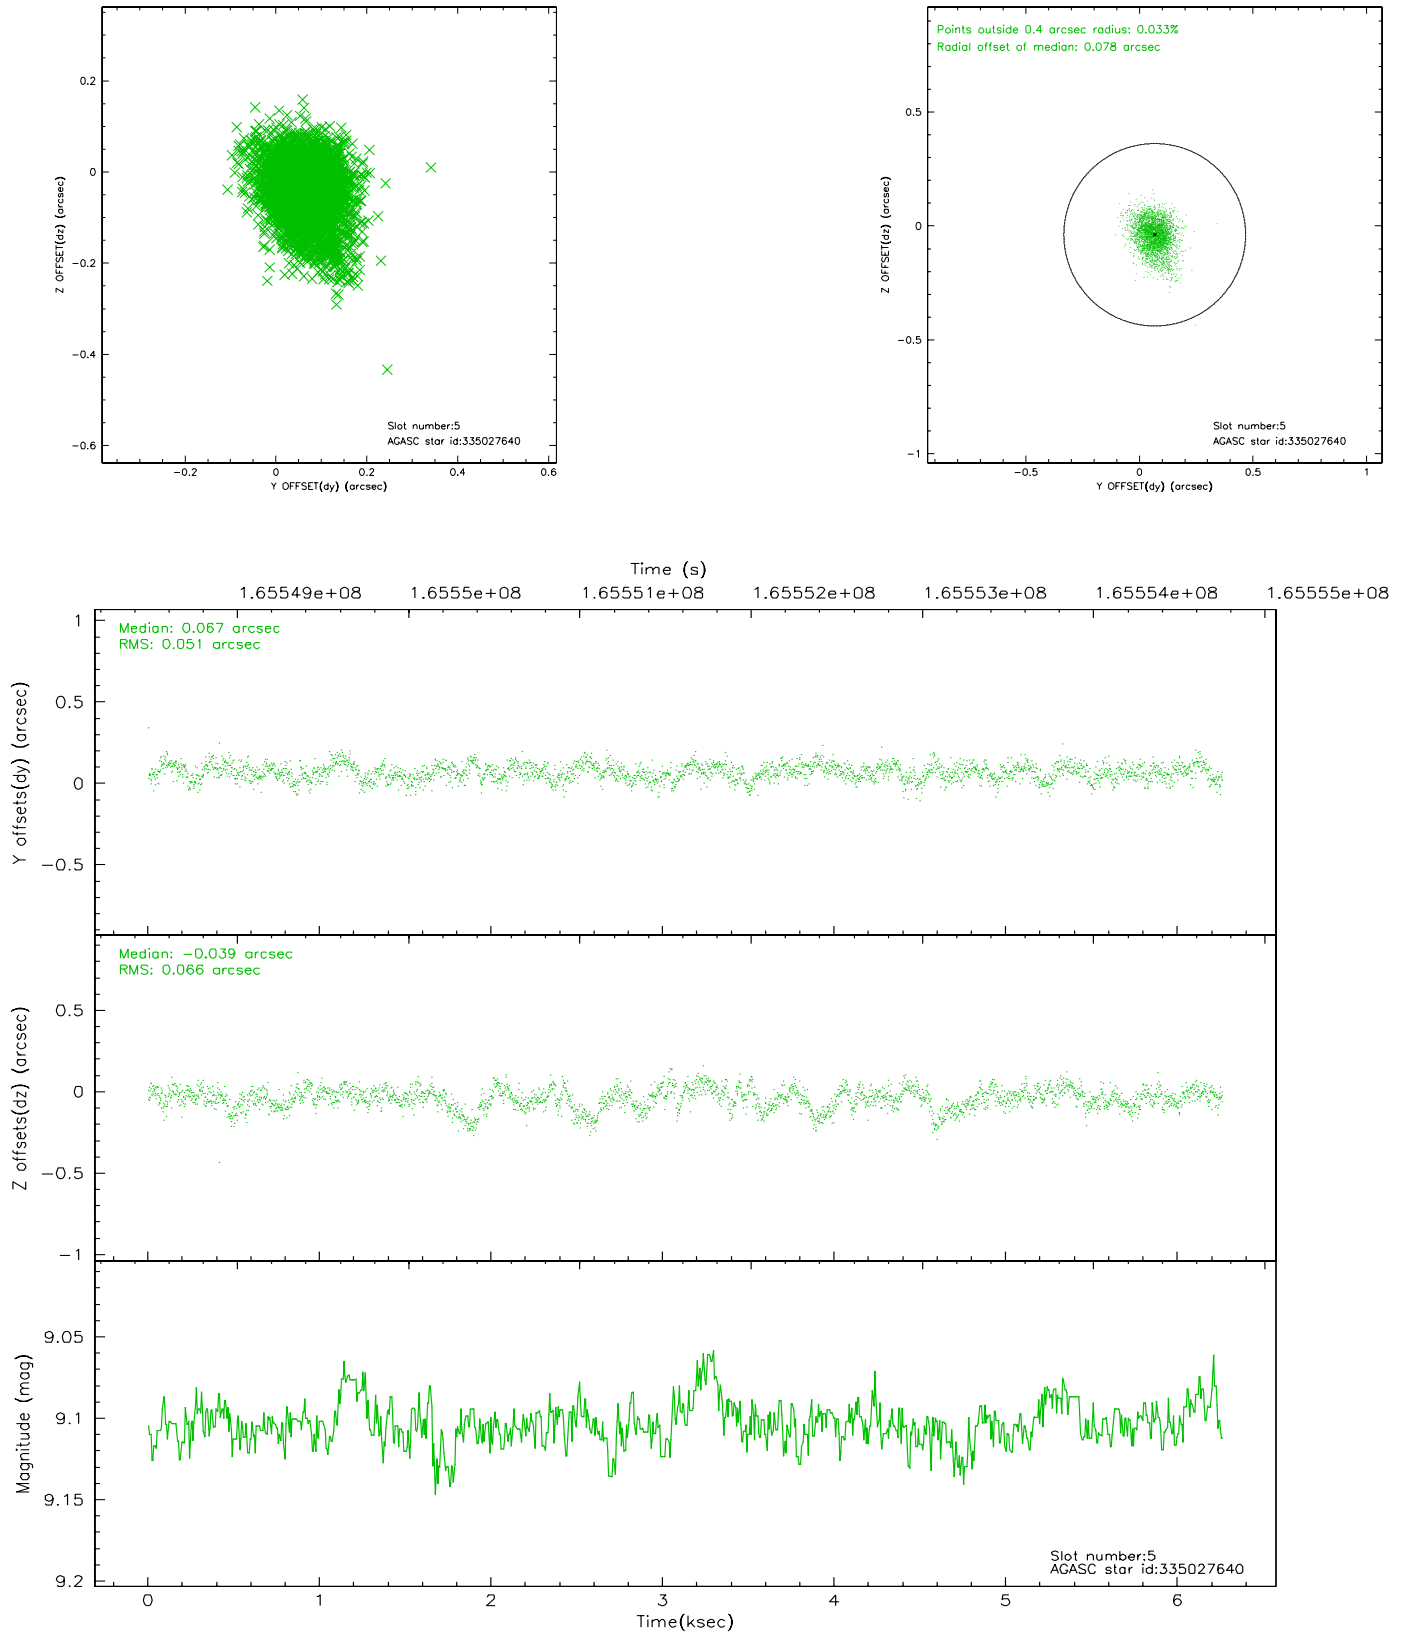 0.2
0
−0.2
−0.4
−0.6
Z OFFSET(dz) (arcsec)
Slot number:5
AGASC star id:335027640
−0.2 0 0.2 0.4 0.6
Y OFFSET(dy) (arcsec)
Points outside 0.4 arcsec radius: 0.033%
Radial offset of median: 0.078 arcsec
0.5
0
−0.5
−1
Z OFFSET(dz) (arcsec)
Slot number:5
AGASC star id:335027640
−0.5 0 0.5 1
Y OFFSET(dy) (arcsec)
Time (s)
1.65549e+08 1.6555e+08 1.65551e+08 1.65552e+08 1.65553e+08 1.65554e+08 1.65555e+08
Median: 0.067 arcsec
RMS: 0.051 arcsec
1
0.5
0
−0.5
Y offsets(dy) (arcsec)
Median: −0.039 arcsec
RMS: 0.066 arcsec
0.5
0
−0.5
−1
Z offsets(dz) (arcsec)
9.05
9.1
9.15
9.2
Magnitude (mag)
Slot number:5
AGASC star id:335027640
0 1 2 3 4 5 6
Time(ksec)